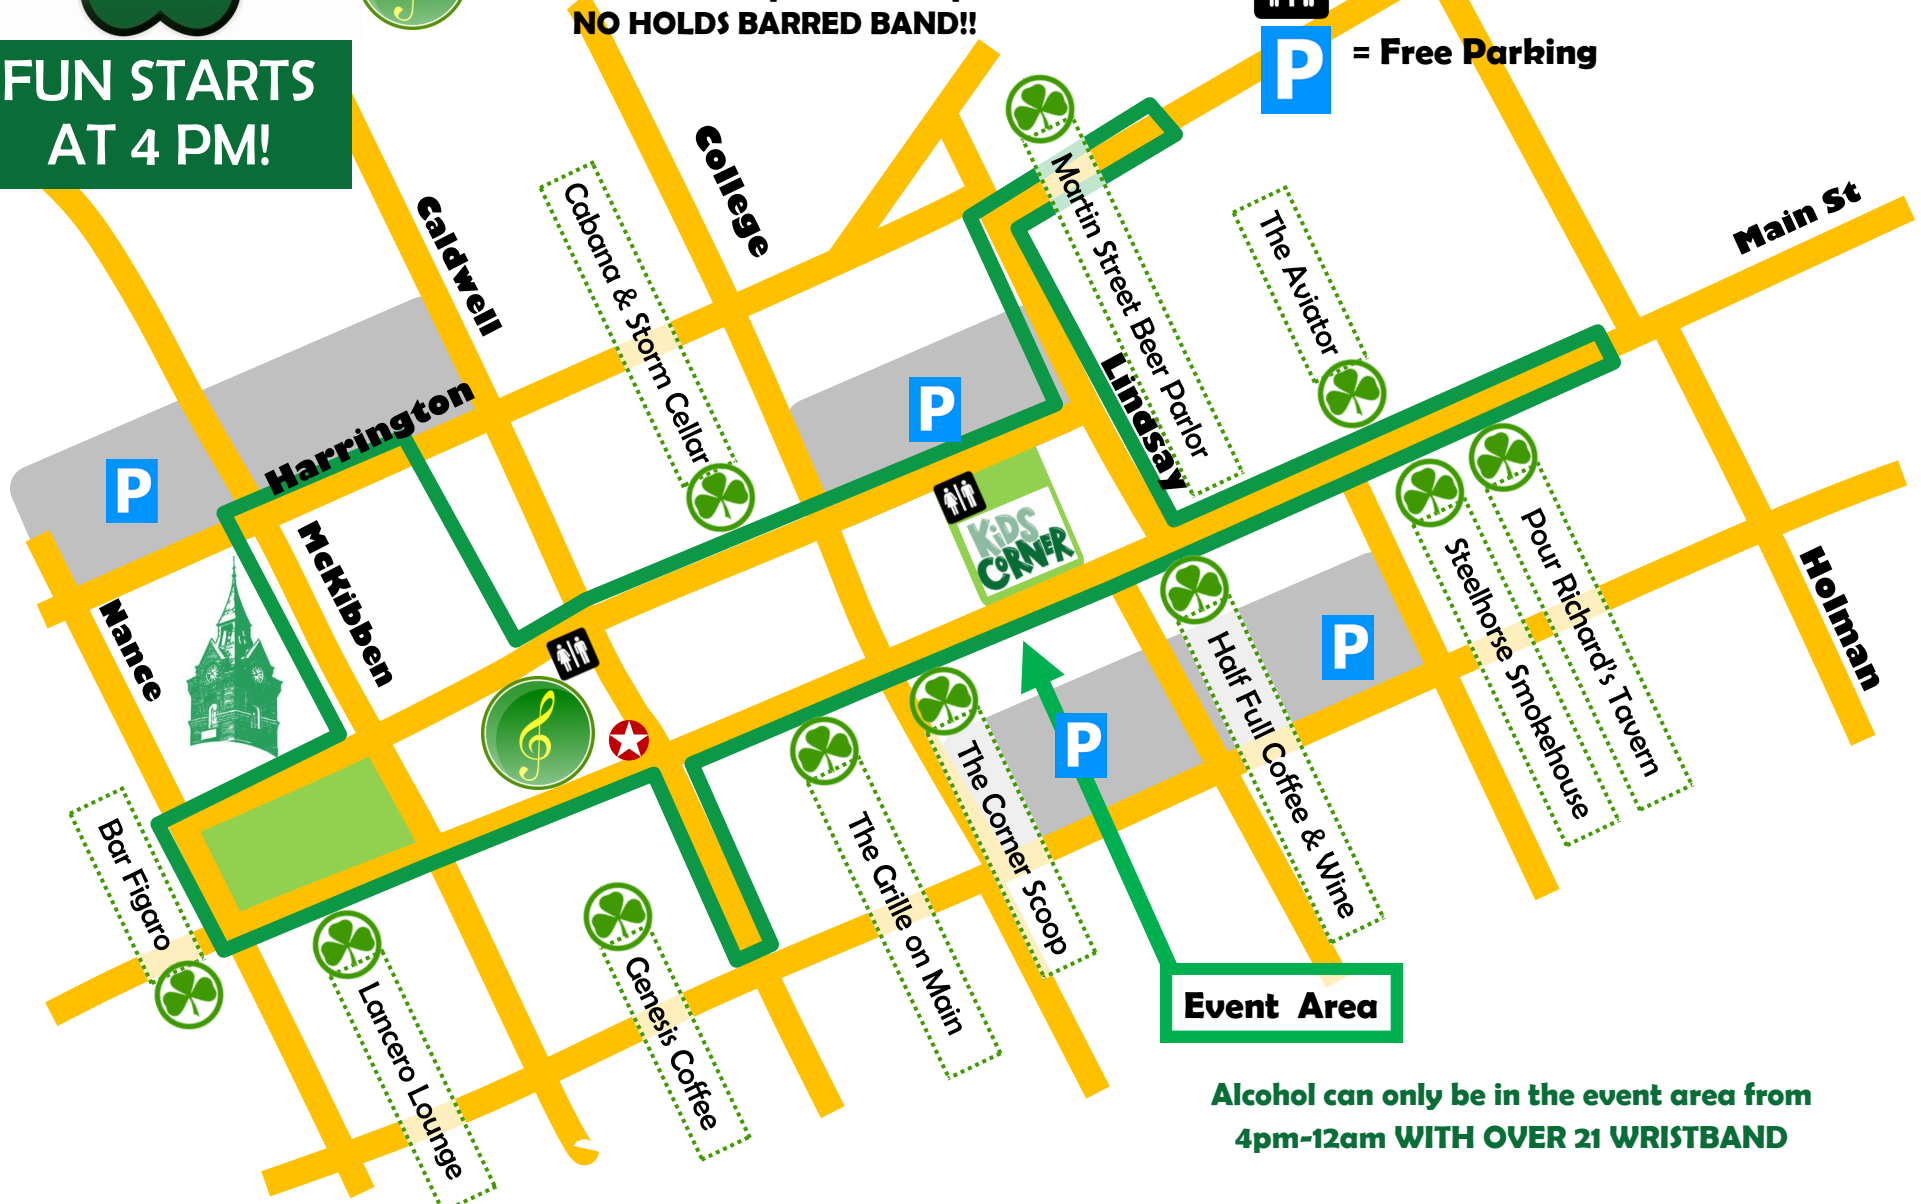 NO HOLDS BARRED BAND!!
P = Free Parking
FUN STARTS
AT 4 PM!
College
Caldwell
Cabana & Storm Cellar
Martin Street Beer Parlor
The Aviator
Main St
Lindsay
P
Harrington
P
McKibben
Nance
KiDS
CORNER
Holman
Pour Richard's Tavern
Steelhorse Smokehouse
Half Full Coffee & Wine
P
P
The Corner Scoop
The Grille on Main
Bar Figaro
Lancero Lounge
Genesis Coffee
Event Area
Alcohol can only be in the event area from
4pm-12am WITH OVER 21 WRISTBAND